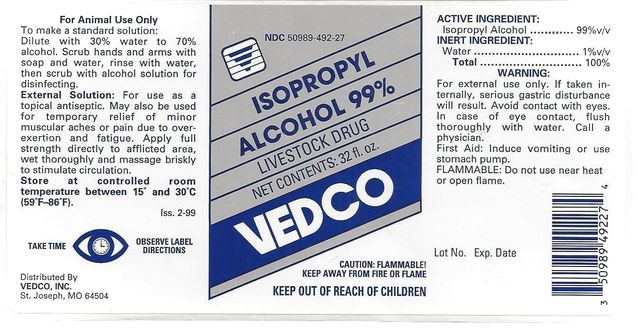 For Animal Use Only
To make a standard solution:
Dilute with 30% water to 70%
alcohol. Scrub hands and arms with
soap and water, rinse with water,
then scrub with alcohol solution for
disinfecting.
External Solution: For use as a
topical antiseptic. May also be used
for temporary relief of minor
muscular aches or pain due to over-
exertion and fatigue. Apply full
strength directly to afflicted area,
wet thoroughly and massage briskly
to stimulate circulation.
Store at controlled room
temperature between 15° and 30°C
(59°F–86°F).
Iss. 2-99
TAKE TIME
OBSERVE LABEL
DIRECTIONS
Distributed By
VEDCO, INC.
St. Joseph, MO 64504
NDC 50989-492-27
ISOPROPYL
ALCOHOL 99%
LIVESTOCK DRUG
NET CONTENTS: 32 fl. oz.
VEDCO
CAUTION: FLAMMABLE!
KEEP AWAY FROM FIRE OR FLAME
KEEP OUT OF REACH OF CHILDREN
ACTIVE INGREDIENT:
Isopropyl Alcohol ............ 99%v/v
INERT INGREDIENT:
Water ............................. 1%v/v
Total .......................... 100%
WARNING:
For external use only. If taken in-
ternally, serious gastric disturbance
will result. Avoid contact with eyes.
In case of eye contact, flush
thoroughly with water. Call a
physician.
First Aid: Induce vomiting or use
stomach pump.
FLAMMABLE: Do not use near heat
or open flame.
Lot No. Exp. Date
3 50989 49227 4